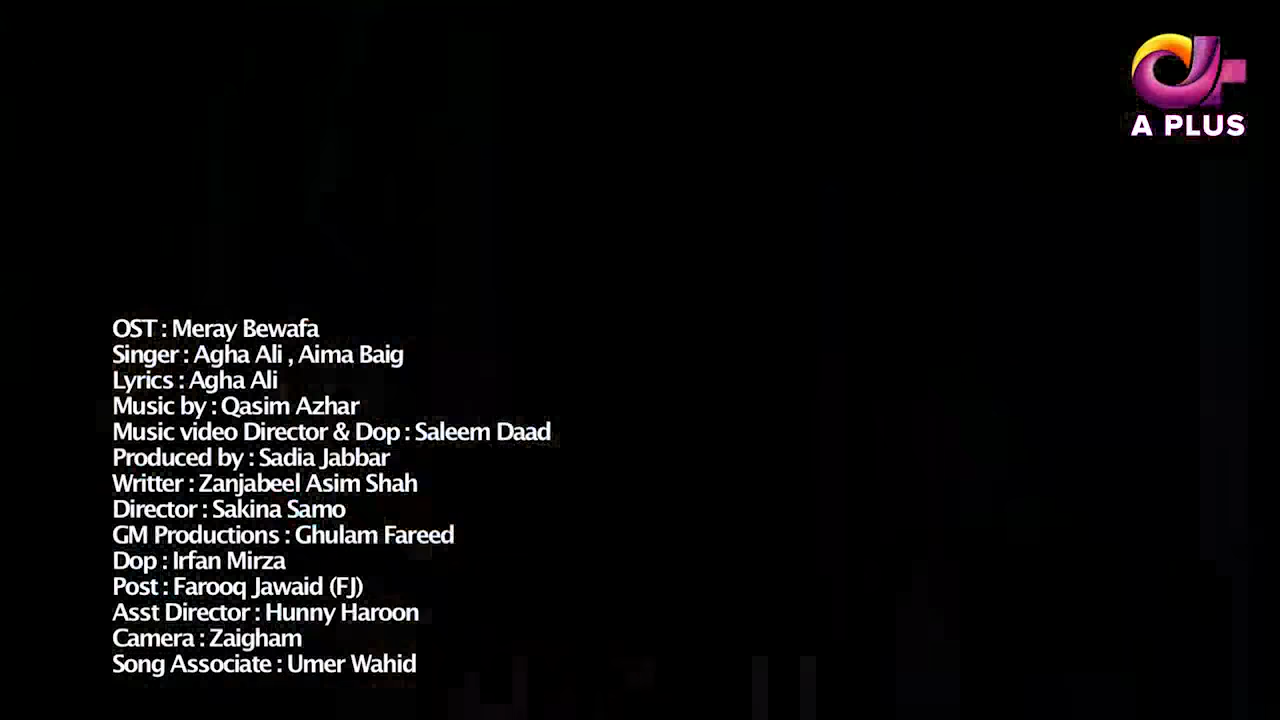 A PLUS
OST : Meray Bewafa
Singer : Agha Ali , Aima Baig
Lyrics : Agha Ali
Music by : Qasim Azhar
Music video Director & Dop : Saleem Daad
Produced by : Sadia Jabbar
Writter : Zanjabeel Asim Shah
Director : Sakina Samo
GM Productions : Ghulam Fareed
Dop : Irfan Mirza
Post : Farooq Jawaid (FJ)
Asst Director : Hunny Haroon
Camera : Zaigham
Song Associate : Umer Wahid